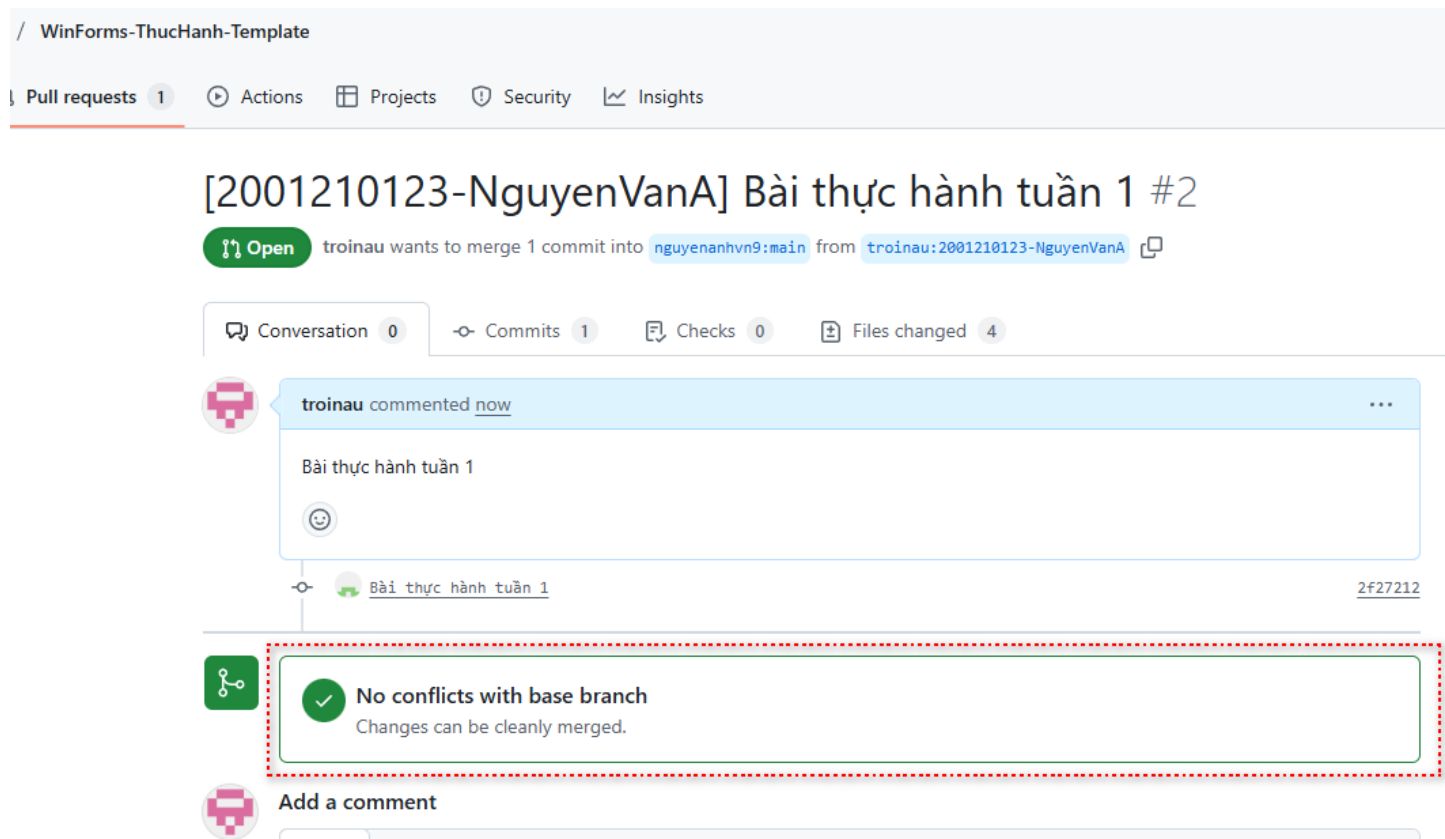 / WinForms-ThucHanh-Template
Pull requests 1 Actions Projects Security Insights
[2001210123-NguyenVanA] Bài thực hành tuần 1 #2
Open troinau wants to merge 1 commit into nguyenanhvn9:main from troinau:2001210123-NguyenVanA
Conversation 0 Commits 1 Checks 0 Files changed 4
troinau commented now
Bài thực hành tuần 1
Bài thực hành tuần 1 2f27212
No conflicts with base branch
Changes can be cleanly merged.
Add a comment